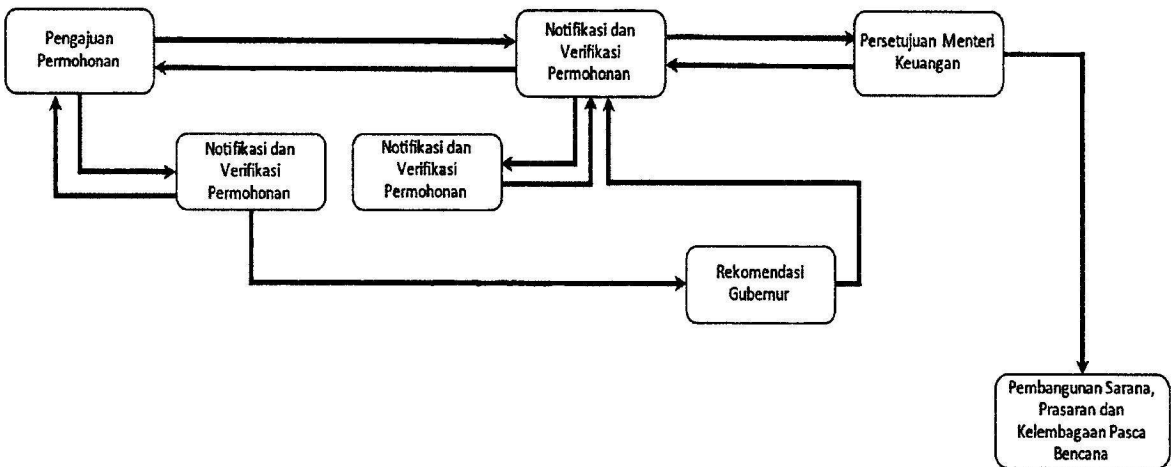 Pengajuan
Permohonan
Notifikasi dan
Verifikasi
Permohonan
Persetujuan Menteri
Keuangan
Notifikasi dan
Verifikasi
Permohonan
Notifikasi dan
Verifikasi
Permohonan
Rekomendasi
Gubernur
Pembangunan Sarana,
Prasaran dan
Kelembagaan Pasca
Bencana